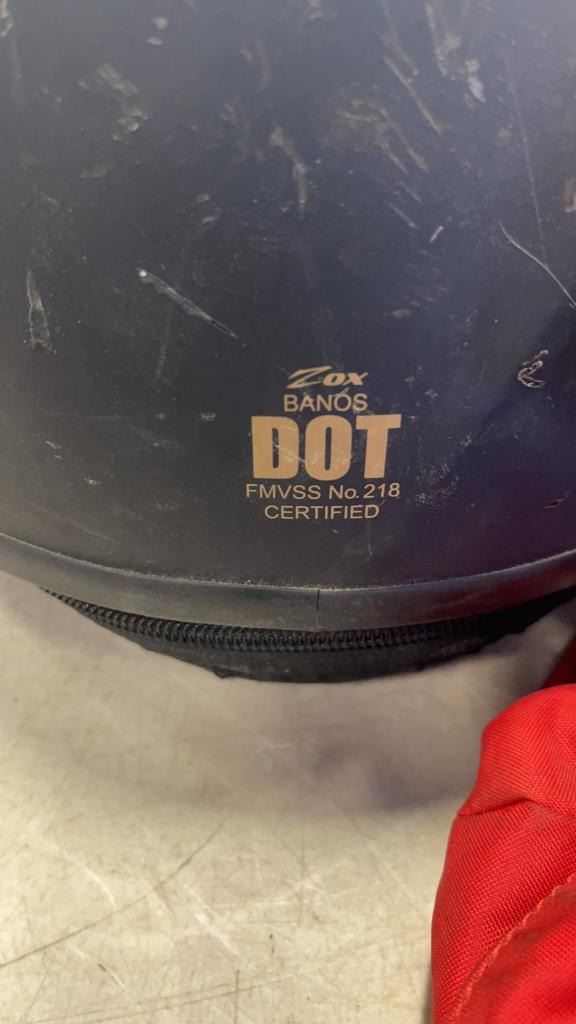 Zox
BANOS
DOT
FMVSS No. 218
CERTIFIED